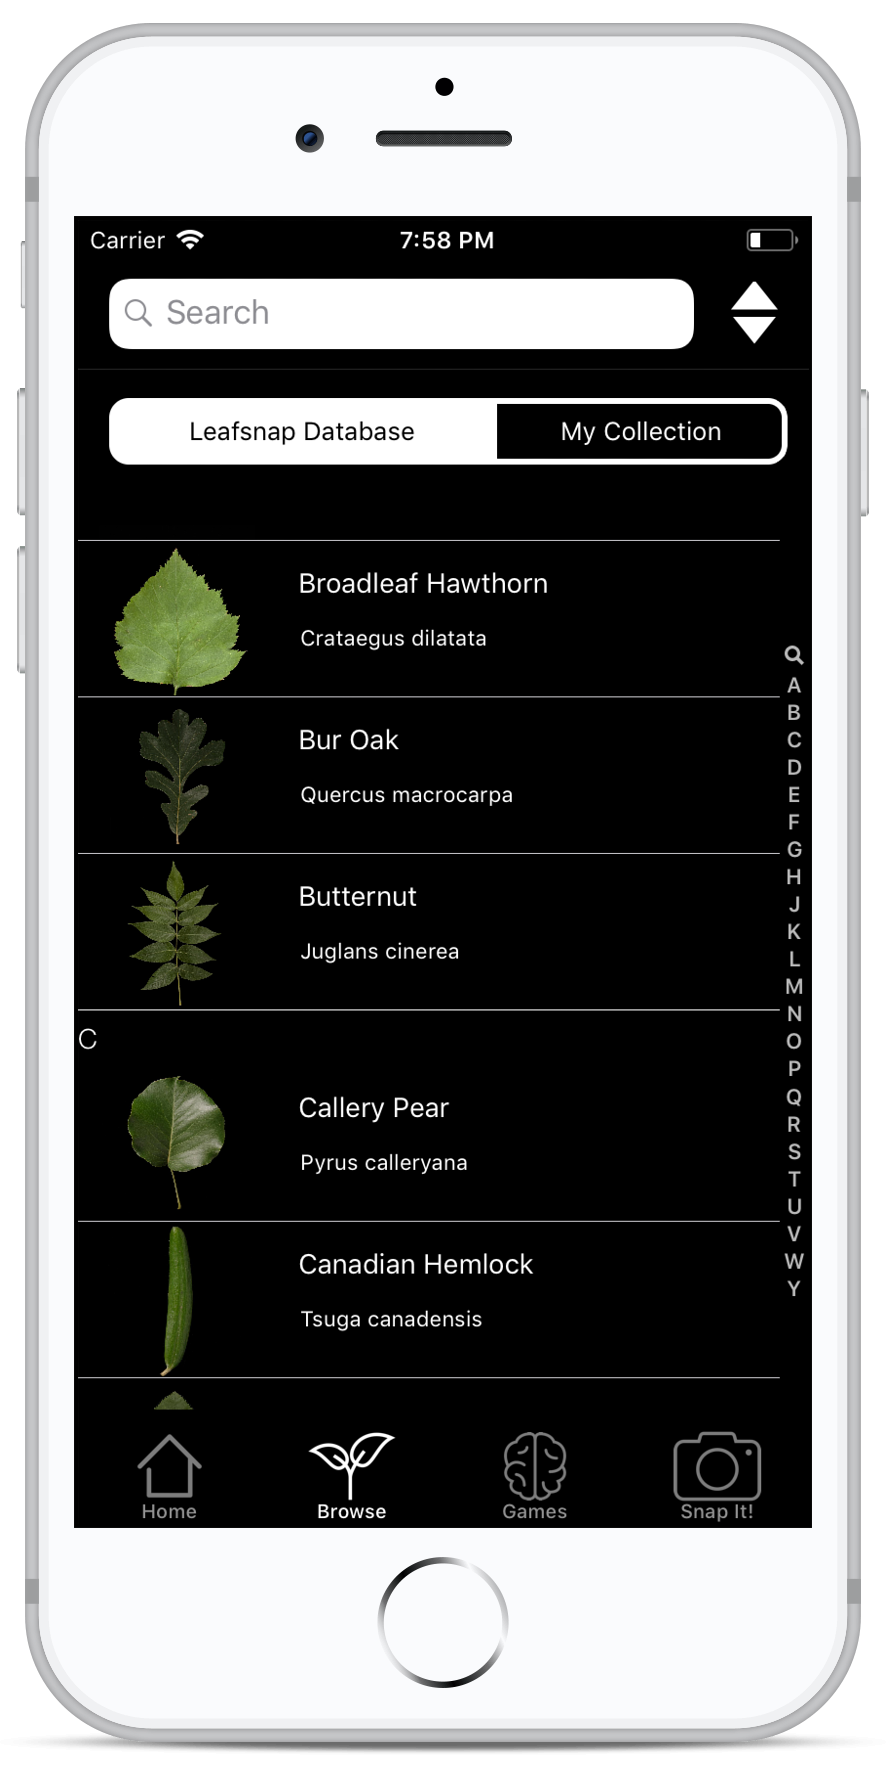 Carrier 7:58 PM
Search
Leafsnap Database My Collection
Broadleaf Hawthorn
Crataegus dilatata
Bur Oak
Quercus macrocarpa
Butternut
Juglans cinerea
C
Callery Pear
Pyrus calleryana
Canadian Hemlock
Tsuga canadensis
A
B
C
D
E
F
G
H
J
K
L
M
N
O
P
Q
R
S
T
U
V
W
Y
Home Browse Games Snap It!